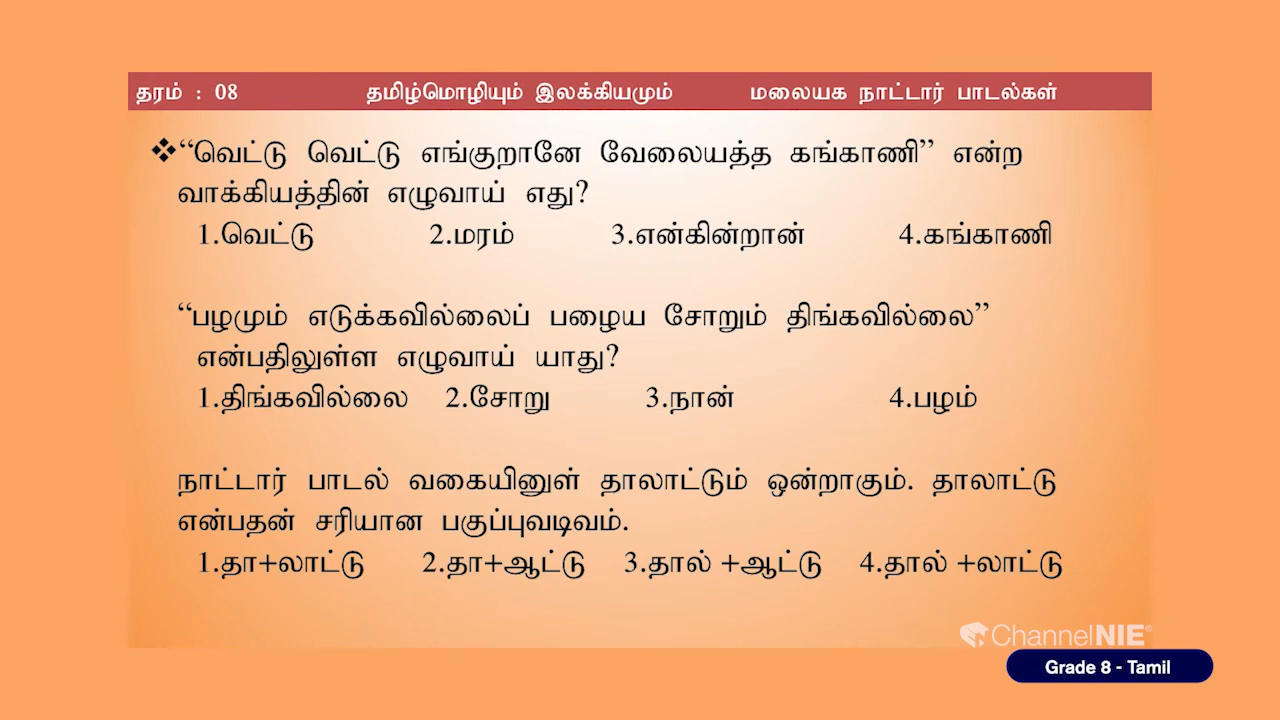 தரம் : 08 தமிழ்மொழியும் இலக்கியமும் மலையக நாட்டார் பாடல்கள்
❖“வெட்டு வெட்டு எங்குறானே வேலையத்த கங்காணி” என்ற
வாக்கியத்தின் எழுவாய் எது?
1.வெட்டு 2.மரம் 3.என்கின்றான் 4.கங்காணி
“பழமும் எடுக்கவில்லைப் பழைய சோறும் திங்கவில்லை”
என்பதிலுள்ள எழுவாய் யாது?
1.திங்கவில்லை 2.சோறு 3.நான் 4.பழம்
நாட்டார் பாடல் வகையினுள் தாலாட்டும் ஒன்றாகும். தாலாட்டு
என்பதன் சரியான பகுப்புவடிவம்.
1.தா+லாட்டு 2.தா+ஆட்டு 3.தால் +ஆட்டு 4.தால் +லாட்டு
ChannelNIE®
Grade 8 - Tamil